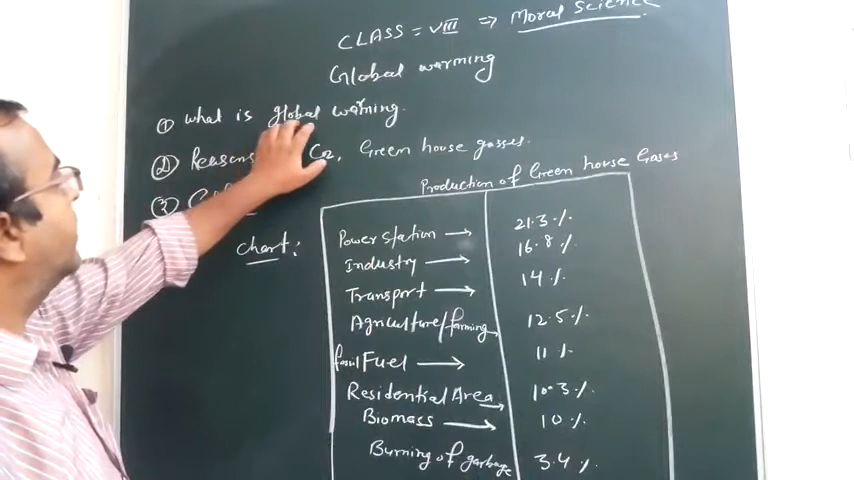 CLASS = VIII ⇒ Moral Science
Global warming
① what is global warming.
② Reasons CO2, Green house gasses.
③
Production of Green house Gases
chart:
Power station → 21.3 %
Industry → 16.8 %
Transport → 14 %
Agriculture/farming → 12.5 %
fossil Fuel → 11 %
Residential Area → 10.3 %
Biomass → 10 %
Burning of garbage 3.4 %